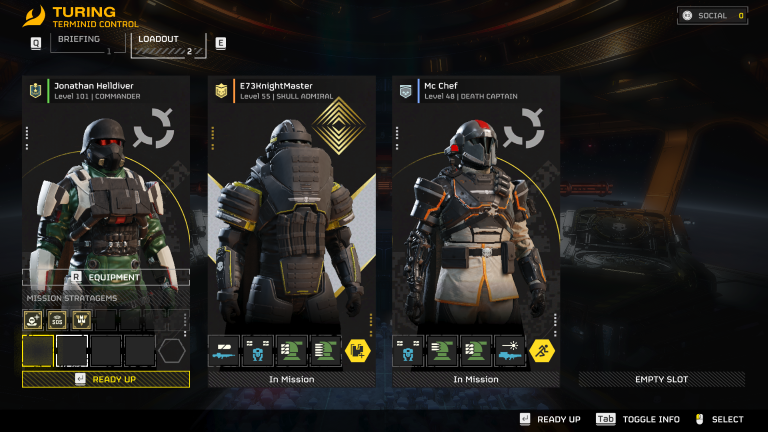 TURING
TERMINID CONTROL
SOCIAL 0
Q
BRIEFING
1
LOADOUT
2
E
Jonathan Helldiver
Level 101 | COMMANDER
E73KnightMaster
Level 55 | SKULL ADMIRAL
Mc Chef
Level 48 | DEATH CAPTAIN
R EQUIPMENT
MISSION STRATAGEMS
SOS
READY UP
In Mission
In Mission
EMPTY SLOT
READY UP
Tab TOGGLE INFO
SELECT